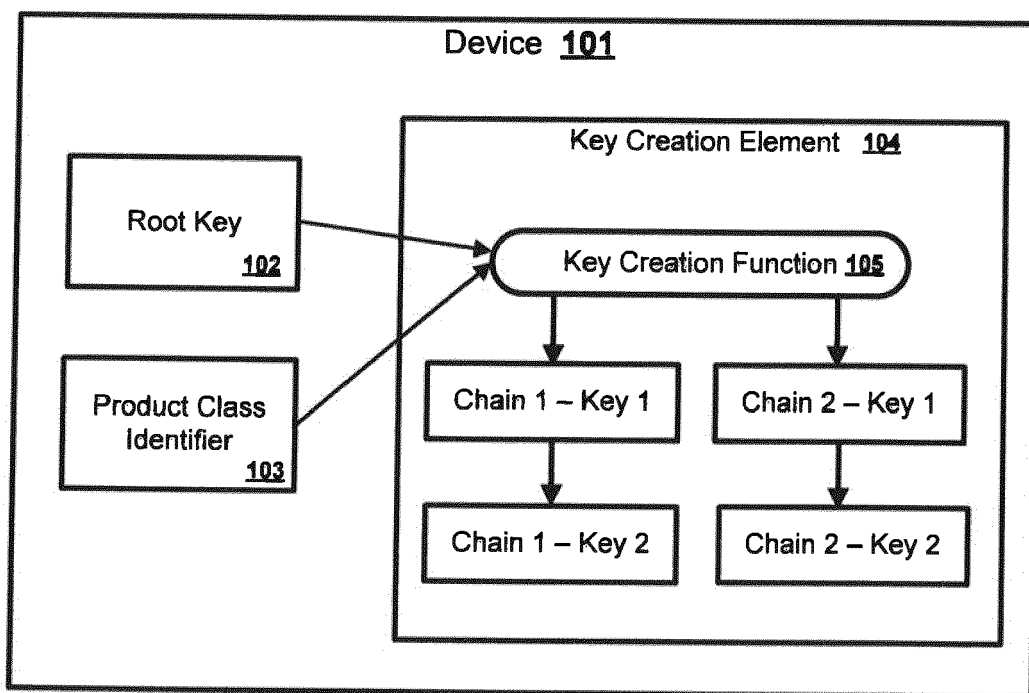 Device 101
Key Creation Element 104
Root Key
102
Key Creation Function 105
Product Class
Identifier
103
Chain 1 – Key 1
Chain 2 – Key 1
Chain 1 – Key 2
Chain 2 – Key 2